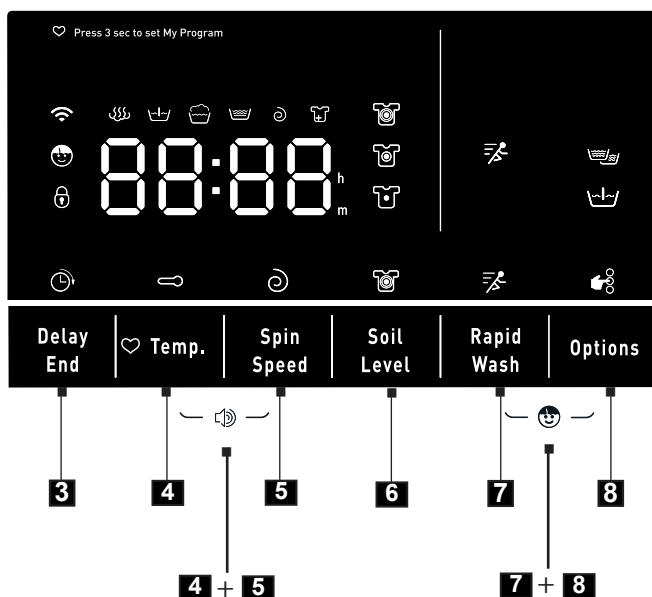 ♡ Press 3 sec to set My Program
88:88 h
m
Delay End
♡ Temp.
Spin Speed
Soil Level
Rapid Wash
Options
3
4
5
6
7
8
4 + 5
7 + 8